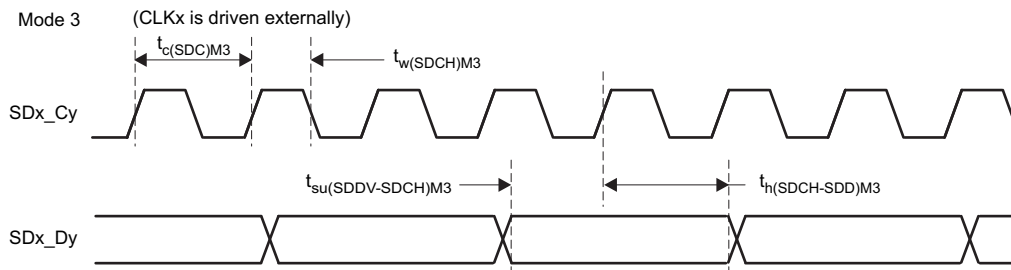 Mode 3 (CLKx is driven externally)
tc(SDC)M3
tw(SDCH)M3
SDx_Cy
tsu(SDDV-SDCH)M3
th(SDCH-SDD)M3
SDx_Dy